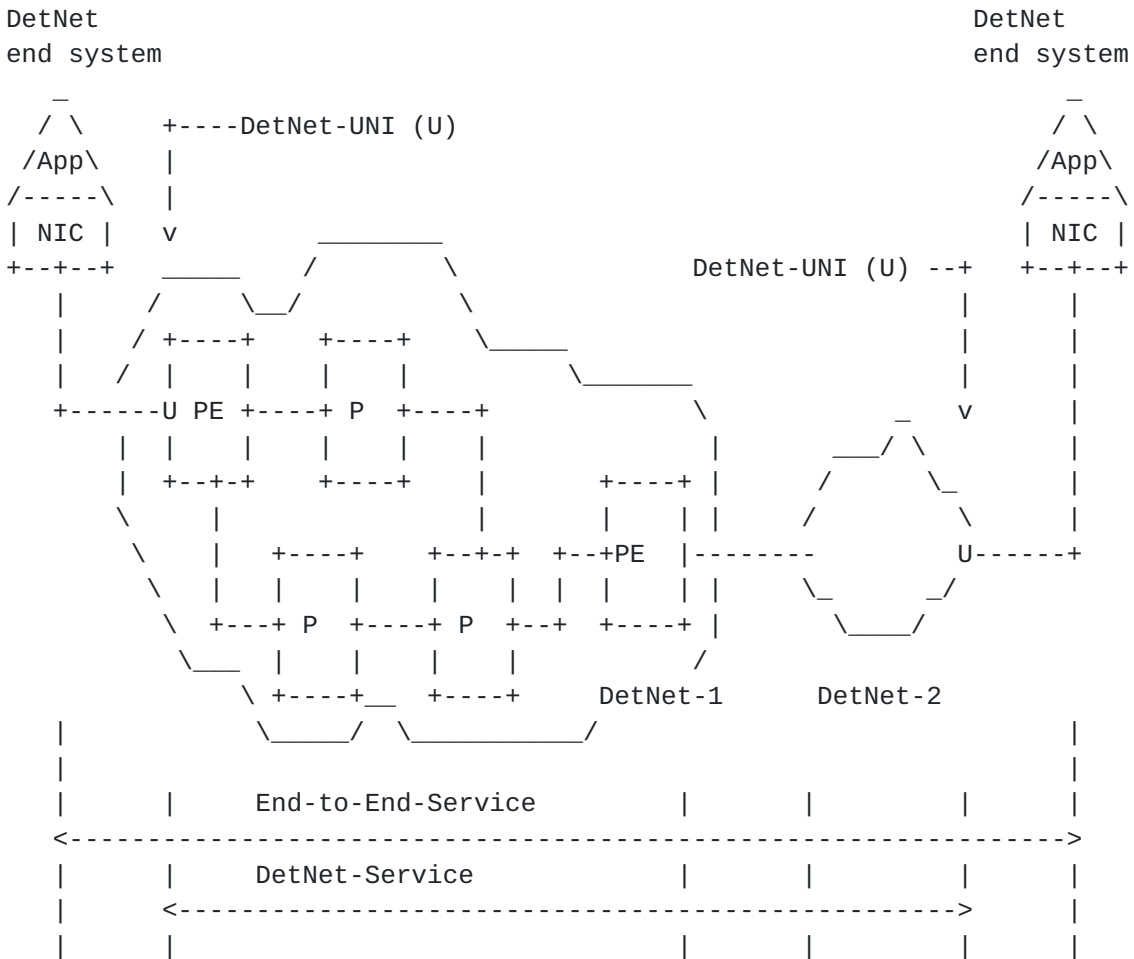 DetNet DetNet
end system end system
+----DetNet-UNI (U)
/App\ /App\
| NIC | v | NIC |
DetNet-UNI (U) --+
U PE P v
PE U
P P
DetNet-1 DetNet-2
End-to-End-Service
DetNet-Service